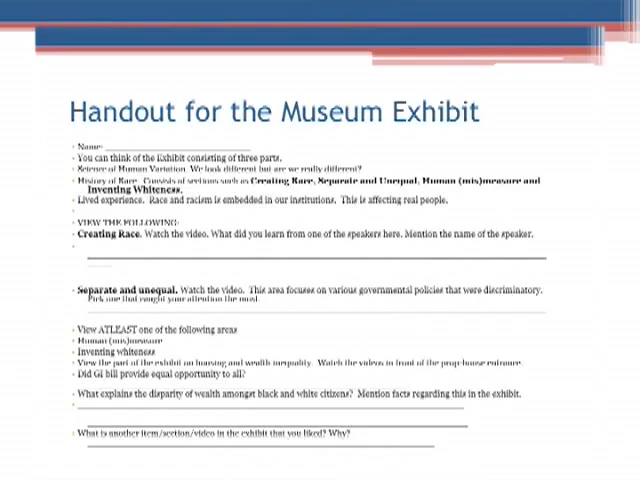 Handout for the Museum Exhibit
Name:
You can think of the Exhibit consisting of three parts.
Science of Human Variation. We look different but are we really different?
History of Race. Consists of sections such as Creating Race, Separate and Unequal, Human (mis)measure and
Inventing Whiteness.
Lived experience. Race and racism is embedded in our institutions. This is affecting real people.
VIEW THE FOLLOWING:
Creating Race. Watch the video. What did you learn from one of the speakers here. Mention the name of the speaker.
Separate and unequal. Watch the video. This area focuses on various governmental policies that were discriminatory.
Pick one that caught your attention the most.
View ATLEAST one of the following areas
Human (mis)measure
Inventing whiteness
View the part of the exhibit on housing and wealth inequality. Watch the videos in front of the prop house entrance.
Did GI bill provide equal opportunity to all?
What explains the disparity of wealth amongst black and white citizens? Mention facts regarding this in the exhibit.
What is another item/section/video in the exhibit that you liked? Why?